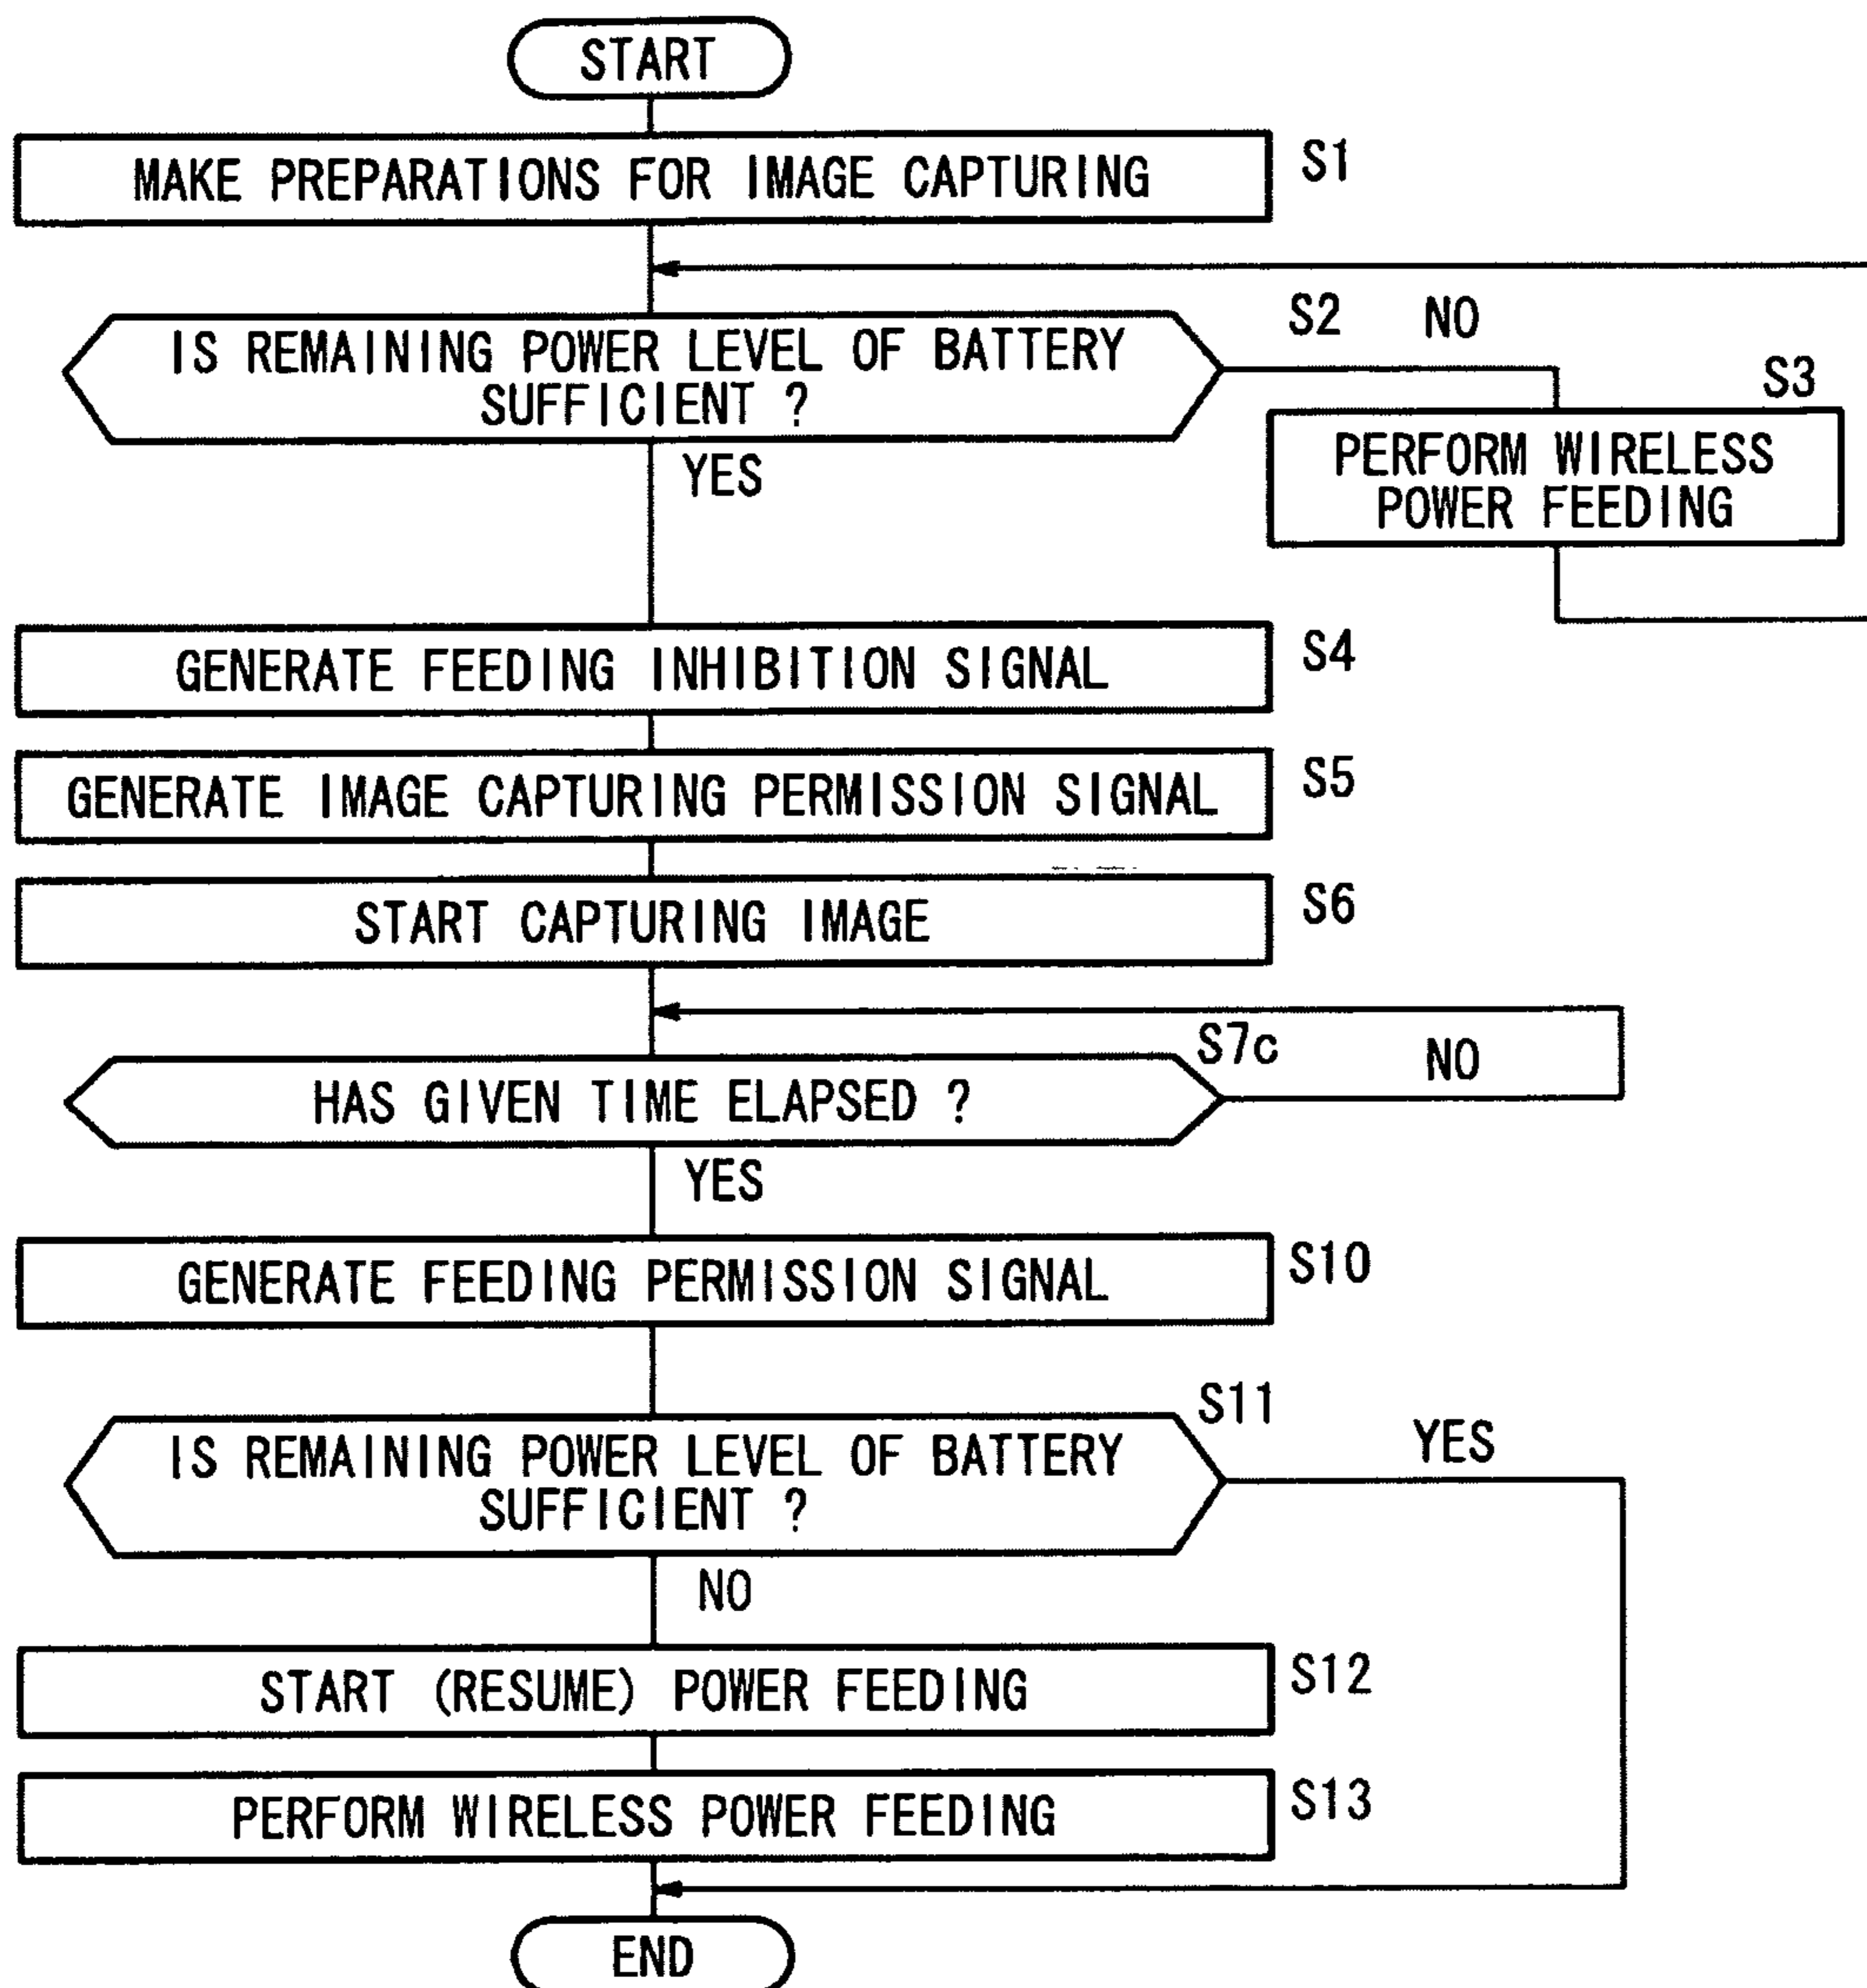 START
MAKE PREPARATIONS FOR IMAGE CAPTURING
S1
IS REMAINING POWER LEVEL OF BATTERY
SUFFICIENT ?
S2
NO
YES
S3
PERFORM WIRELESS
POWER FEEDING
GENERATE FEEDING INHIBITION SIGNAL
S4
GENERATE IMAGE CAPTURING PERMISSION SIGNAL
S5
START CAPTURING IMAGE
S6
HAS GIVEN TIME ELAPSED ?
S7c
NO
YES
GENERATE FEEDING PERMISSION SIGNAL
S10
IS REMAINING POWER LEVEL OF BATTERY
SUFFICIENT ?
S11
YES
NO
START (RESUME) POWER FEEDING
S12
PERFORM WIRELESS POWER FEEDING
S13
END